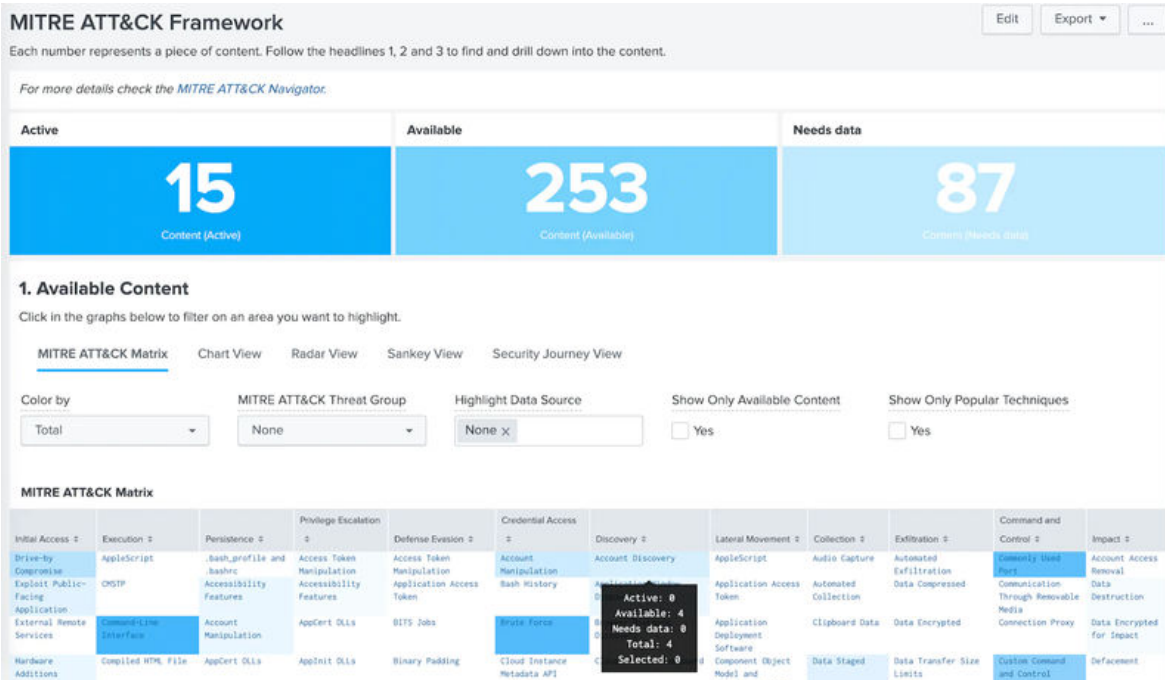 MITRE ATT&CK Framework
Edit
Export
...
Each number represents a piece of content. Follow the headlines 1, 2 and 3 to find and drill down into the content.
For more details check the MITRE ATT&CK Navigator.
Active
Available
Needs data
15
253
87
Content (Active)
Content (Available)
Content (Needs data)
1. Available Content
Click in the graphs below to filter on an area you want to highlight.
MITRE ATT&CK Matrix
Chart View
Radar View
Sankey View
Security Journey View
Color by
MITRE ATT&CK Threat Group
Highlight Data Source
Show Only Available Content
Show Only Popular Techniques
Total
None
None x
Yes
Yes
MITRE ATT&CK Matrix
Initial Access
Execution
Persistence
Privilege Escalation
Defense Evasion
Credential Access
Discovery
Lateral Movement
Collection
Exfiltration
Command and
Control
Impact
Drive-by
Compromise
AppleScript
.bash_profile and
.bashrc
Access Token
Manipulation
Access Token
Manipulation
Account
Manipulation
Account Discovery
AppleScript
Audio Capture
Automated
Exfiltration
Commonly Used
Port
Account Access
Removal
Exploit Public-
Facing
Application
CMSTP
Accessibility
Features
Accessibility
Features
Application Access
Token
Bash History
Application Access
Token
Automated
Collection
Data Compressed
Communication
Through Removable
Media
Data
Destruction
External Remote
Services
Command-Line
Interface
Account
Manipulation
AppCert DLLs
BITS Jobs
Brute Force
Application
Deployment
Software
Clipboard Data
Data Encrypted
Connection Proxy
Data Encrypted
for Impact
Hardware
Additions
Compiled HTML File
AppCert DLLs
AppInit DLLs
Binary Padding
Cloud Instance
Metadata API
Component Object
Model and
Data Staged
Data Transfer Size
Limits
Custom Command
and Control
Defacement
Active: 0
Available: 4
Needs data: 0
Total: 4
Selected: 0